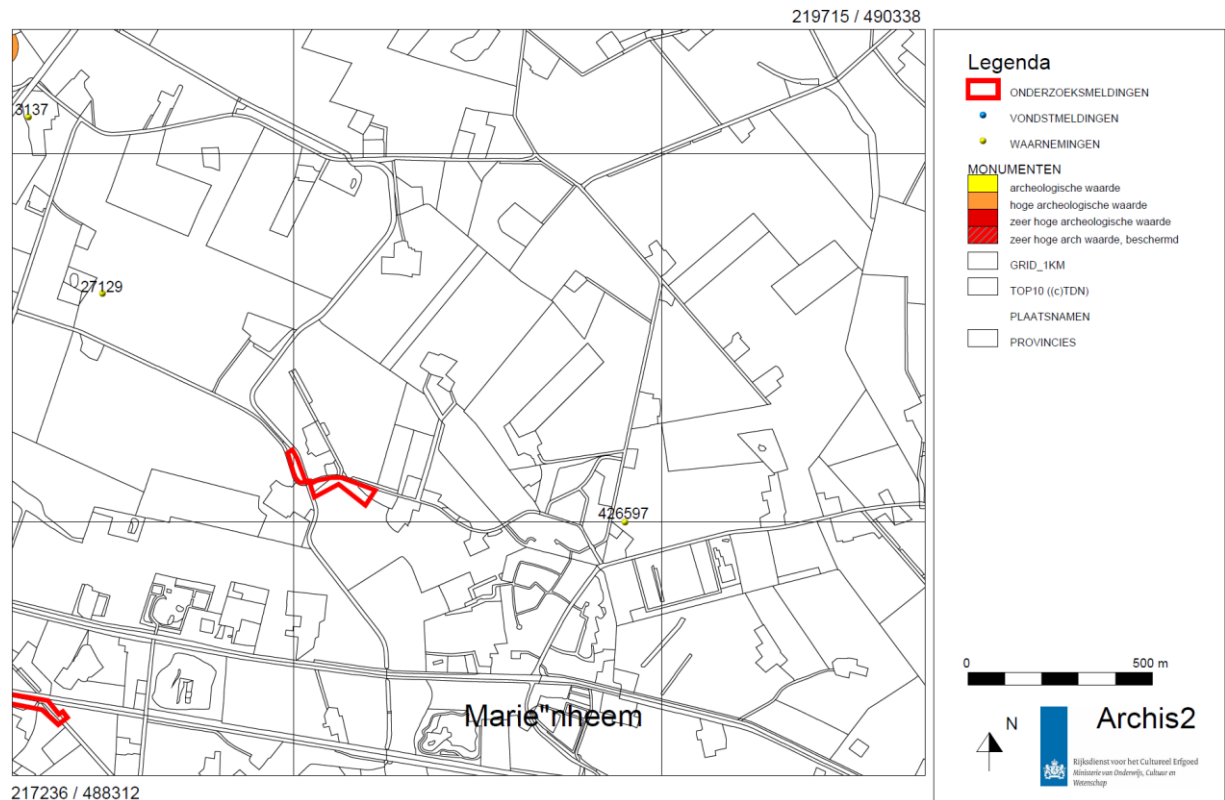 219715 / 490338
3137
27129
426597
Marie"nheem
217236 / 488312
Legenda
ONDERZOEKSMELDINGEN
VONDSTMELDINGEN
WAARNEMINGEN
MONUMENTEN
archeologische waarde
hoge archeologische waarde
zeer hoge archeologische waarde
zeer hoge arch waarde, beschermd
GRID_1KM
TOP10 ((c)TDN)
PLAATSNAMEN
PROVINCIES
0 500 m
N
Archis2
Rijksdienst voor het Cultureel Erfgoed
Ministerie van Onderwijs, Cultuur en
Wetenschap